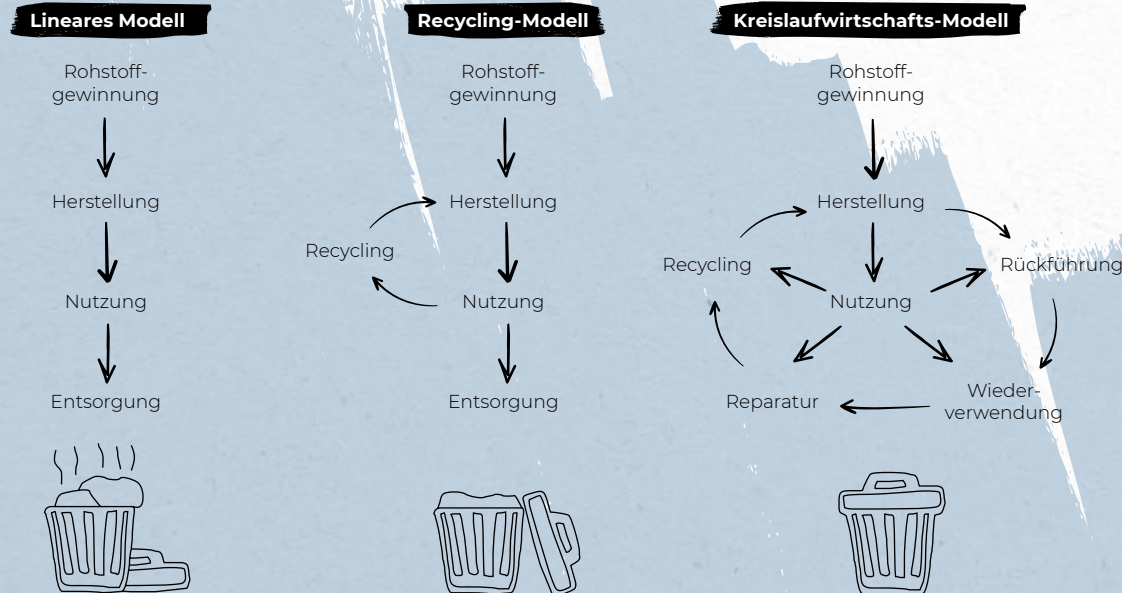 Lineares Modell
Rohstoff-
gewinnung
Herstellung
Nutzung
Entsorgung
Recycling-Modell
Rohstoff-
gewinnung
Herstellung
Recycling
Nutzung
Entsorgung
Kreislaufwirtschafts-Modell
Rohstoff-
gewinnung
Herstellung
Recycling
Rückführung
Nutzung
Reparatur
Wieder-
verwendung